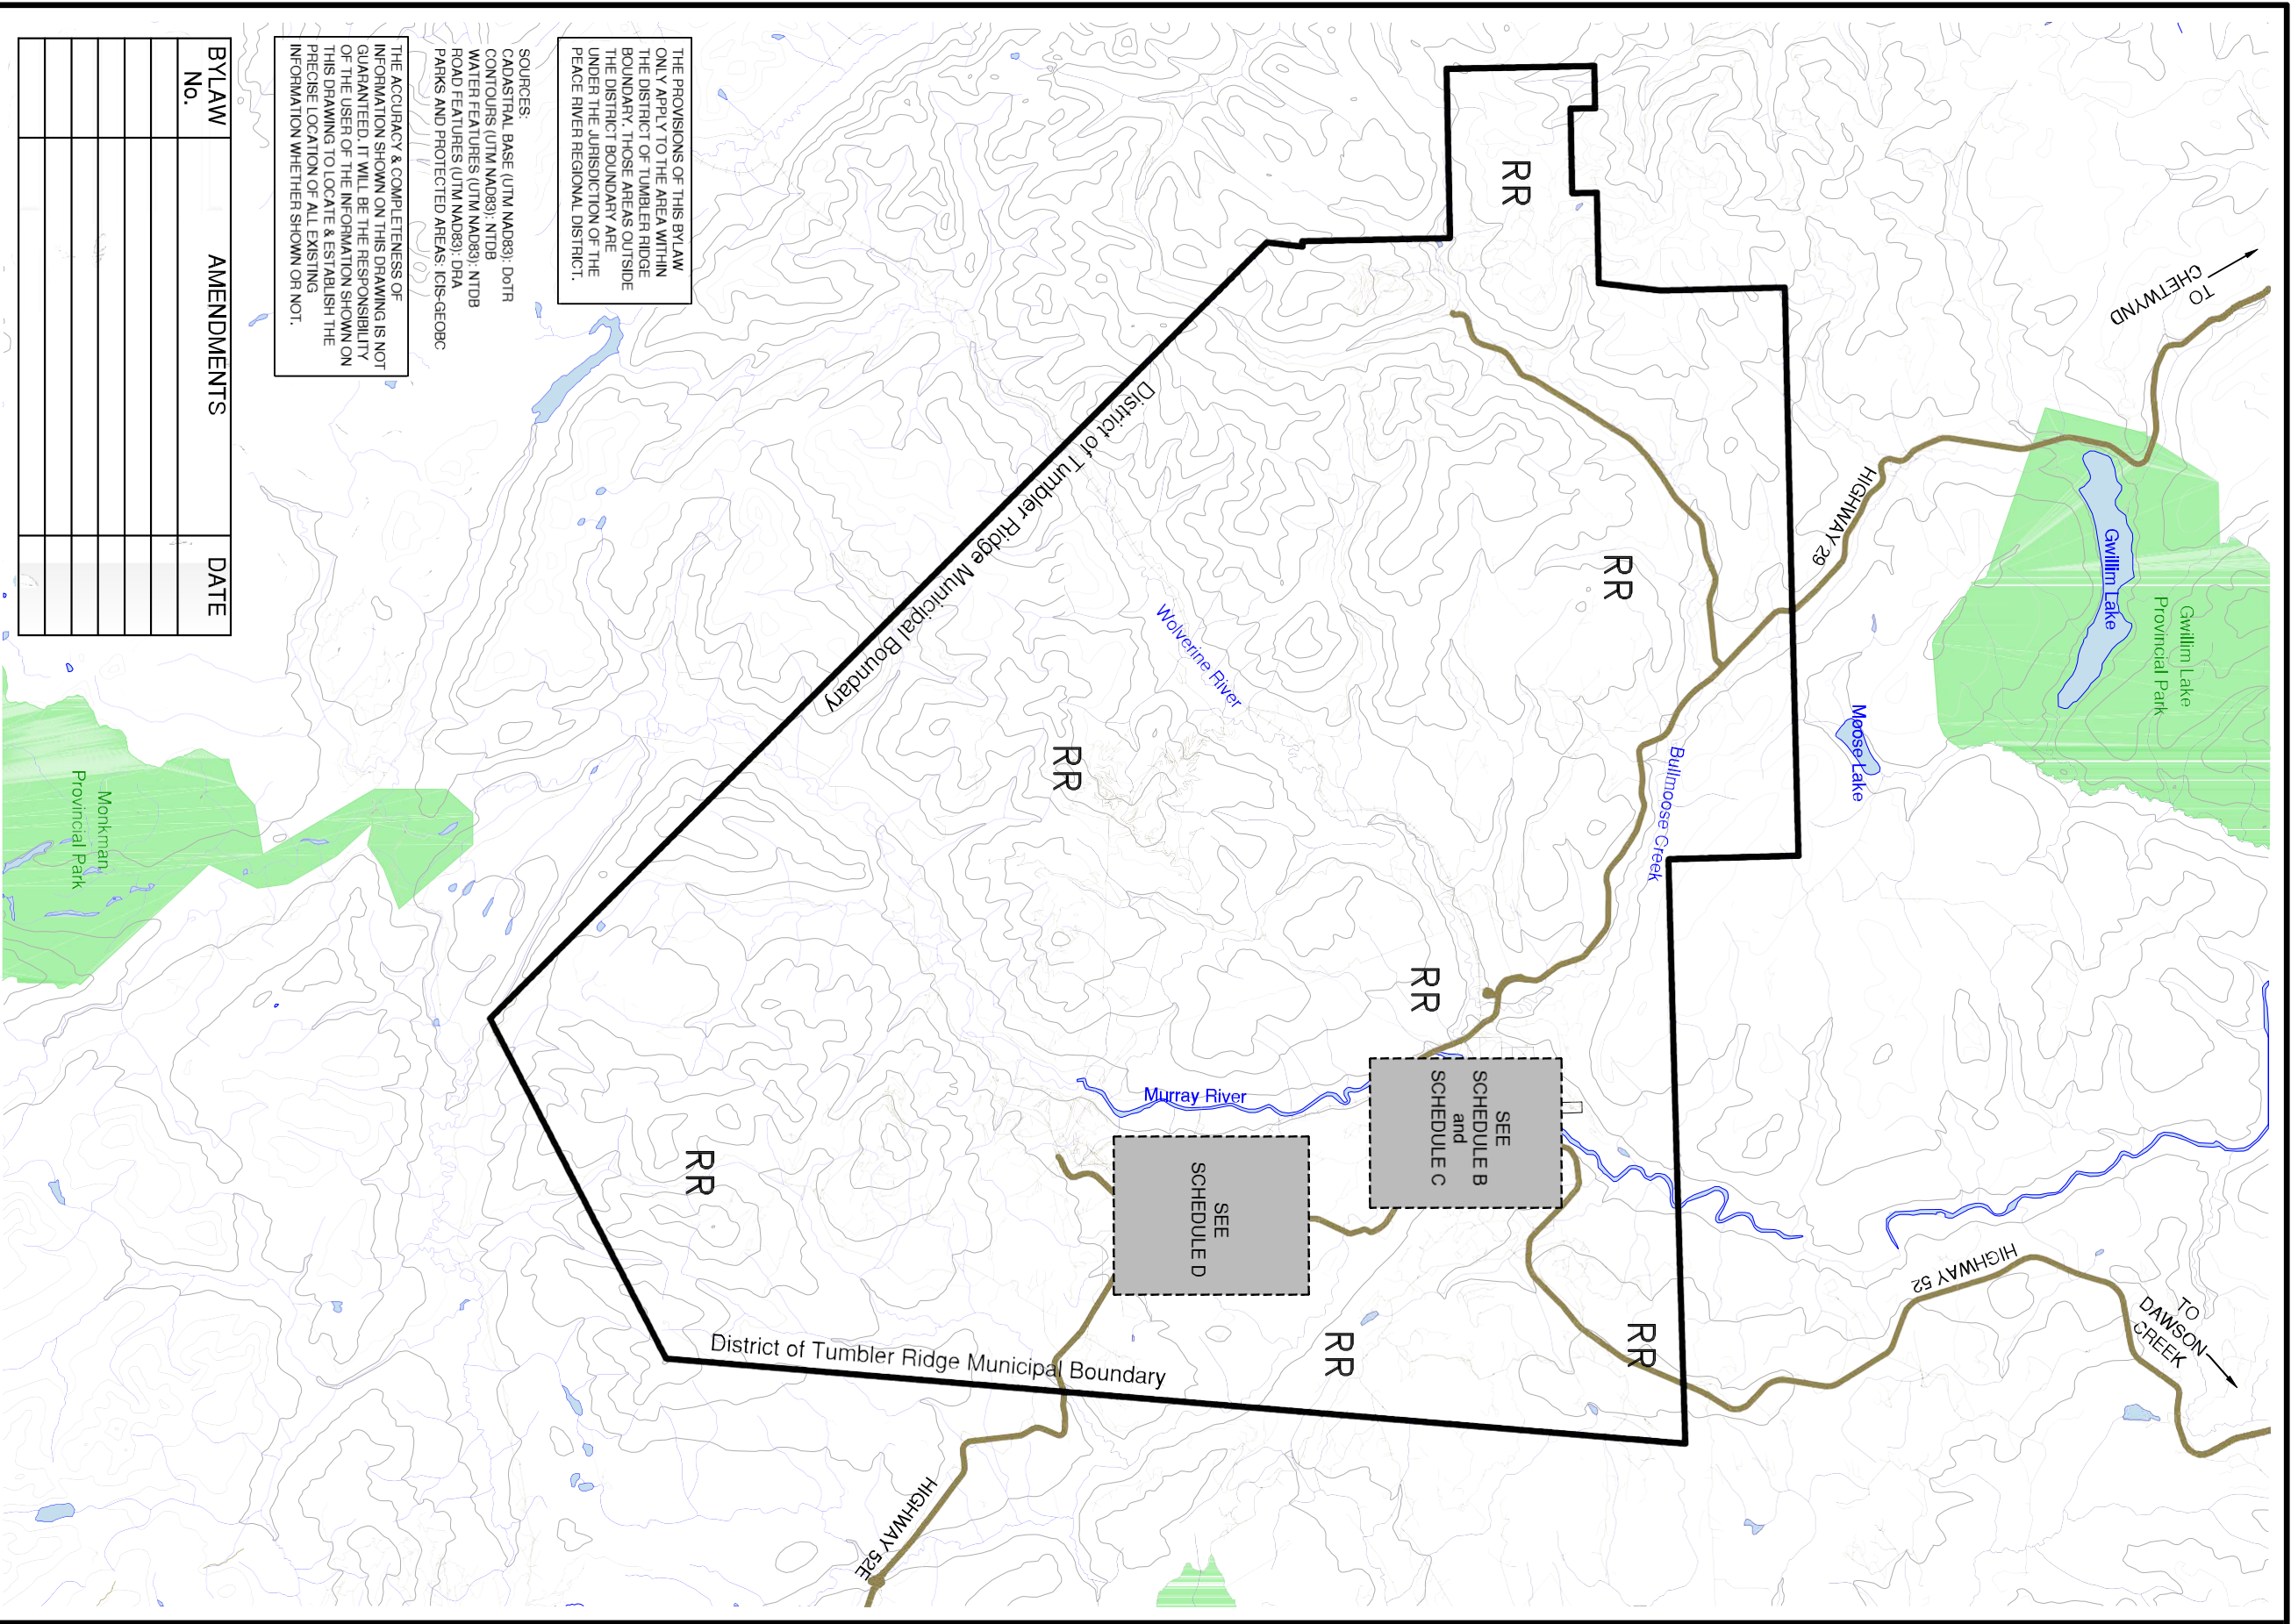 TO
CHETWYND
HIGHWAY 29
Gwillim Lake
Gwillim Lake
Provincial Park
Moose Lake
TO
DAWSON
CREEK
HIGHWAY 52
RR
RR
Bullmoose Creek
RR
RR
SEE
SCHEDULE B
and
SCHEDULE C
RR
SEE
SCHEDULE D
Murray River
Wolverine River
RR
RR
District of Tumbler Ridge Municipal Boundary
District of Tumbler Ridge Municipal Boundary
HIGHWAY 52E
Monkman
Provincial Park
THE PROVISIONS OF THIS BYLAW
ONLY APPLY TO THE AREA WITHIN
THE DISTRICT OF TUMBLER RIDGE
BOUNDARY. THOSE AREAS OUTSIDE
THE DISTRICT BOUNDARY ARE
UNDER THE JURISDICTION OF THE
PEACE RIVER REGIONAL DISTRICT.
SOURCES:
CADASTRAL BASE (UTM NAD83): DoTR
CONTOURS (UTM NAD83): NTDB
WATER FEATURES (UTM NAD83): NTDB
ROAD FEATURES (UTM NAD83): DRA
PARKS AND PROTECTED AREAS: ICIS-GEOBC
THE ACCURACY & COMPLETENESS OF
INFORMATION SHOWN ON THIS DRAWING IS NOT
GUARANTEED. IT WILL BE THE RESPONSIBILITY
OF THE USER OF THE INFORMATION SHOWN ON
THIS DRAWING TO LOCATE & ESTABLISH THE
PRECISE LOCATION OF ALL EXISTING
INFORMATION WHETHER SHOWN OR NOT.
BYLAW
No.
AMENDMENTS
DATE